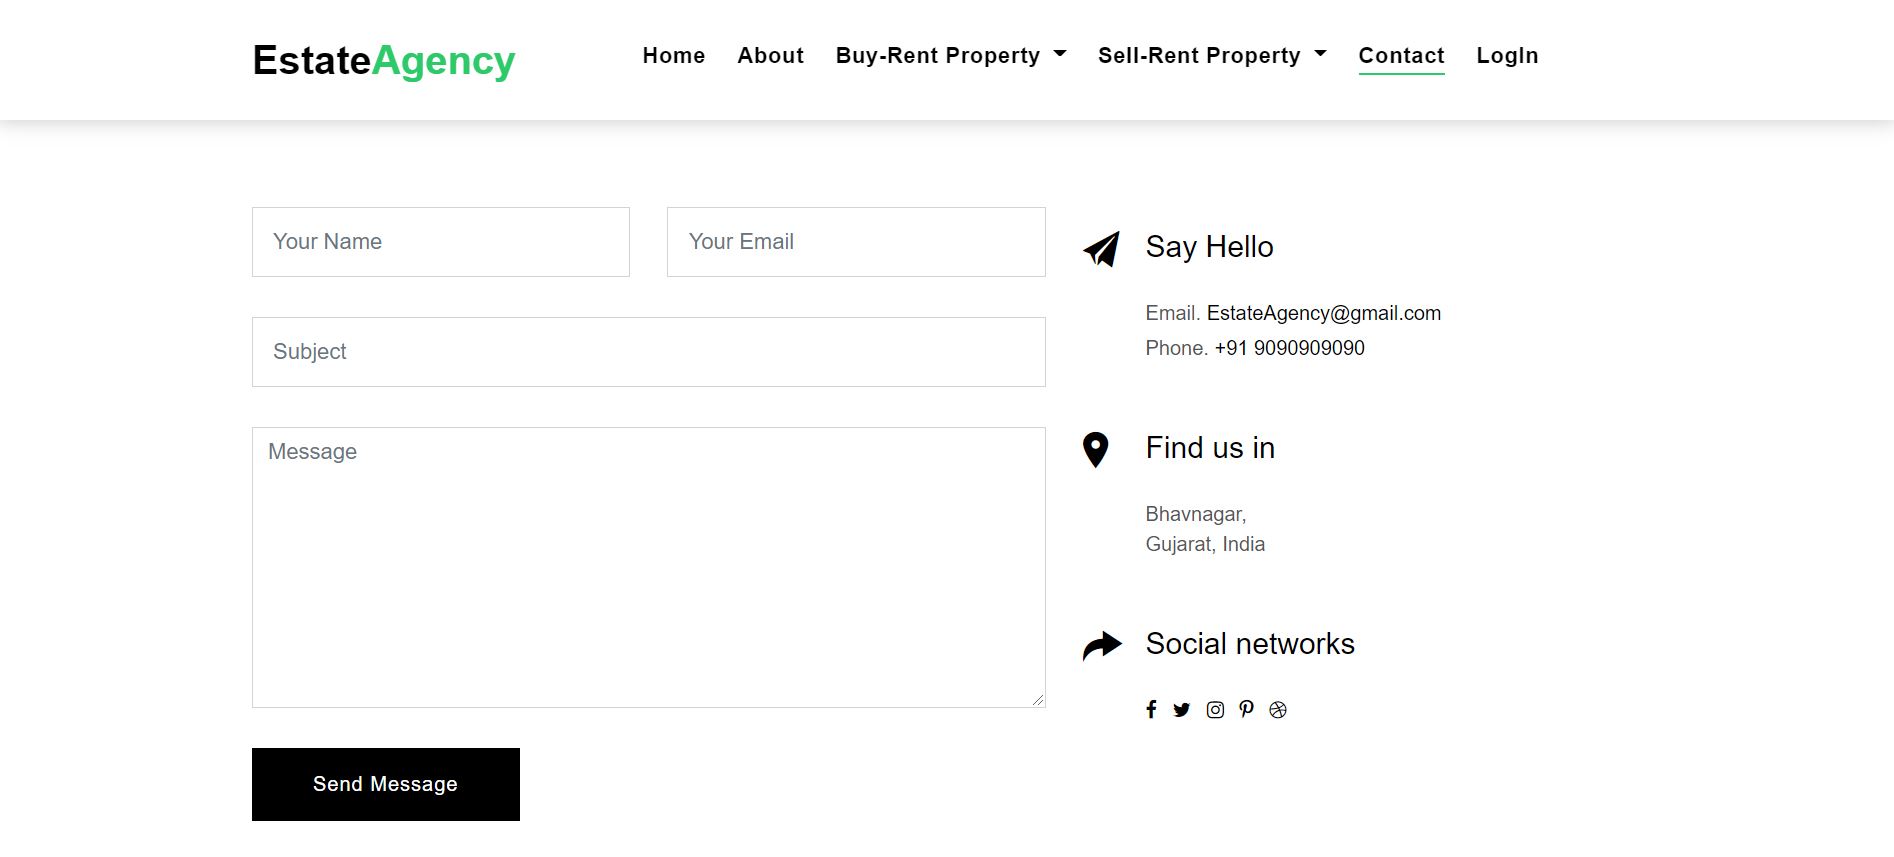 EstateAgency
Home About Buy-Rent Property Sell-Rent Property Contact LogIn
Your Name
Your Email
Subject
Message
Send Message
Say Hello
Email. EstateAgency@gmail.com
Phone. +91 9090909090
Find us in
Bhavnagar,
Gujarat, India
Social networks